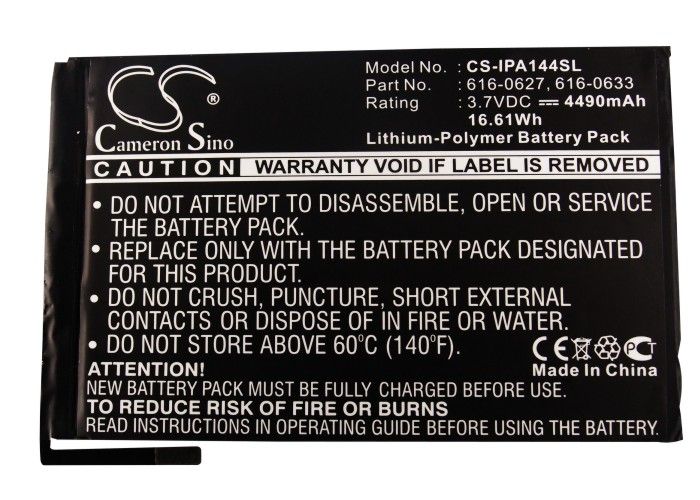 CS
®
Cameron Sino
Model No. : CS-IPA144SL
Part No. : 616-0627, 616-0633
Rating : 3.7VDC ⎓ 4490mAh
16.61Wh
Lithium-Polymer Battery Pack
CAUTION WARRANTY VOID IF LABEL IS REMOVED
• DO NOT ATTEMPT TO DISASSEMBLE, OPEN OR SERVICE
THE BATTERY PACK.
• REPLACE ONLY WITH THE BATTERY PACK DESIGNATED
FOR THIS PRODUCT.
• DO NOT CRUSH, PUNCTURE, SHORT EXTERNAL
CONTACTS OR DISPOSE OF IN FIRE OR WATER.
• DO NOT STORE ABOVE 60°C (140°F).
CE PCT
Made In China
ATTENTION:
NEW BATTERY PACK MUST BE FULLY CHARGED BEFORE USE
TO REDUCE RISK OF FIRE OR BURNS
READ INSTRUCTIONS IN OPERATING GUIDE BEFORE USING THE BATTERY.